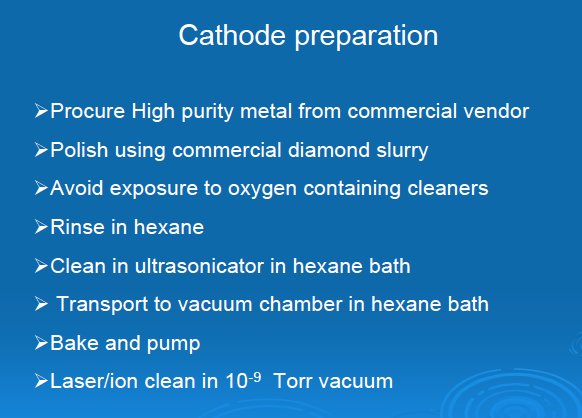 Cathode preparation
➢Procure High purity metal from commercial vendor
➢Polish using commercial diamond slurry
➢Avoid exposure to oxygen containing cleaners
➢Rinse in hexane
➢Clean in ultrasonicator in hexane bath
➢ Transport to vacuum chamber in hexane bath
➢Bake and pump
➢Laser/ion clean in 10⁻⁹ Torr vacuum